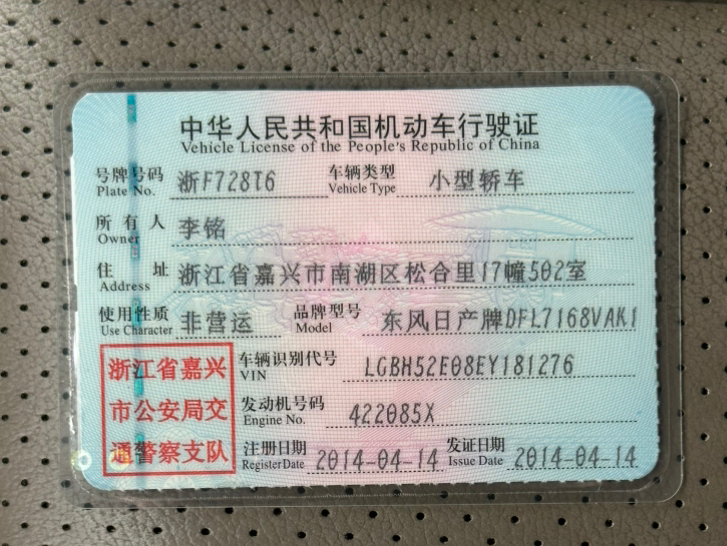 中华人民共和国机动车行驶证
Vehicle License of the People's Republic of China
号牌号码 浙F728T6 车辆类型 小型轿车
Plate No. Vehicle Type
所有人 李铭
Owner
住址 浙江省嘉兴市南湖区松合里17幢502室
Address
使用性质 非营运 品牌型号 东风日产牌DFL7168VAK1
Use Character Model
浙江省嘉兴 车辆识别代号 LGBH52E08EY181276
VIN
市公安局交 发动机号码 422085X
Engine No.
通警察支队 注册日期 2014-04-14 发证日期 2014-04-14
Register Date Issue Date